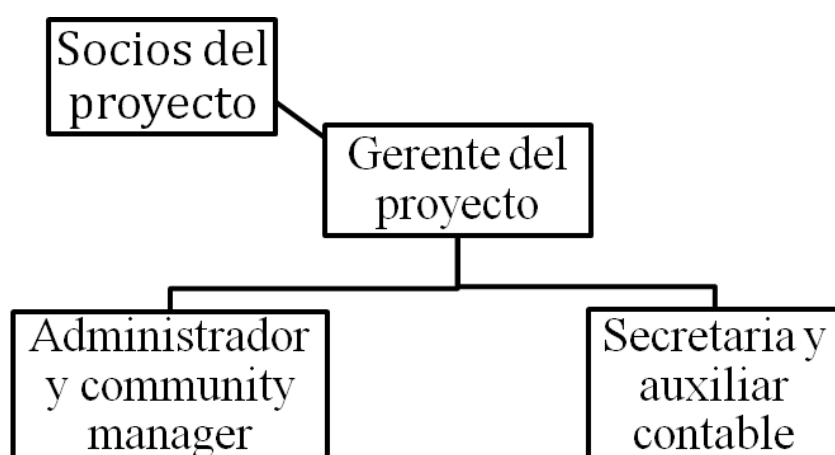 Socios del
proyecto
Gerente del
proyecto
Administrador
y community
manager
Secretaria y
auxiliar
contable